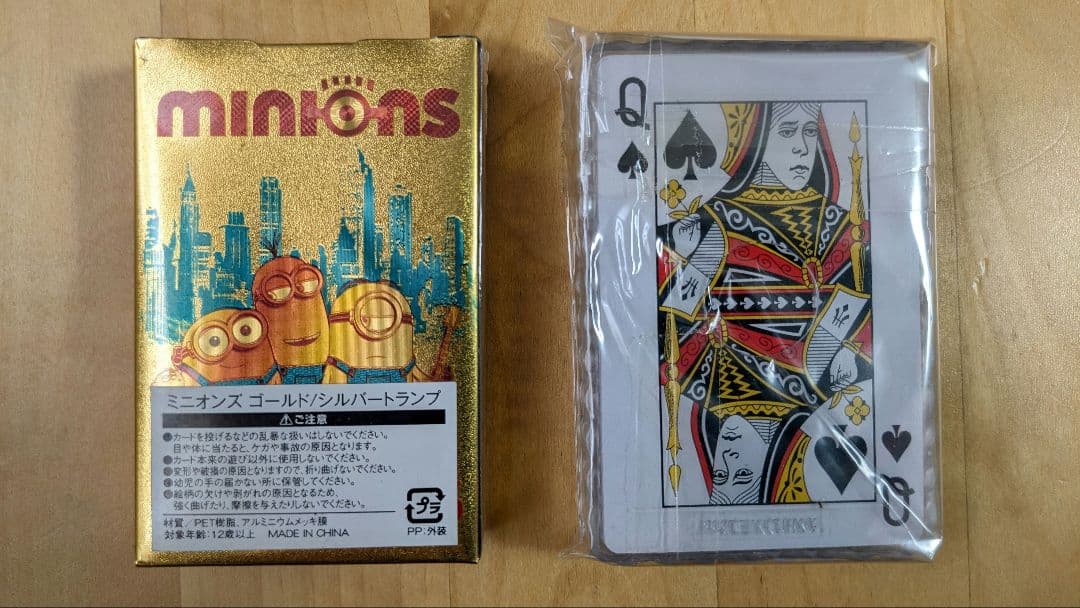 minions
ミニオンズ ゴールド/シルバートランプ
⚠ご注意
●カードを投げるなどの乱暴な扱いはしないでください。
目や体に当たると、ケガや事故の原因となります。
●カード本来の遊び以外に使用しないでください。
●変形や破損の原因となりますので、折り曲げないでください。
●幼児の手の届かない所に保管してください。
●絵柄の欠けや剥がれの原因となるため、
強く曲げたり、摩擦を与えたりしないでください。
材質/PET樹脂、アルミニウムメッキ膜
対象年齢:12歳以上 MADE IN CHINA
プラ
PP:外装
Q
Q